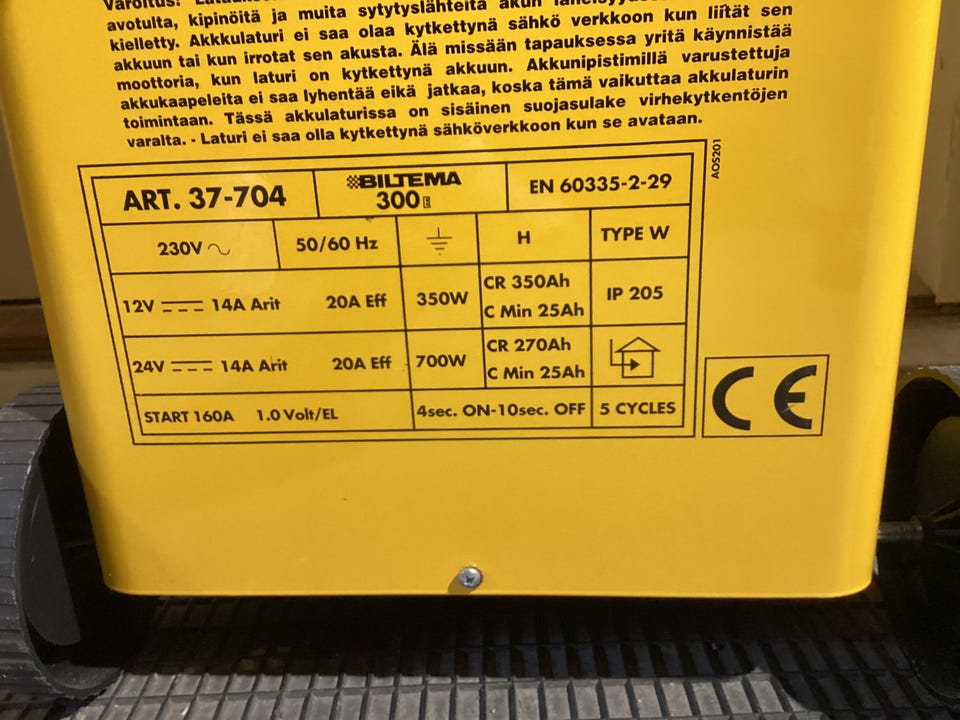 Varoitus!
avotulta, kipinöitä ja muita sytytyslähteitä akun
kielletty. Akkkulaturi ei saa olaa kytkettynä sähkö verkkoon kun liität sen
akkuun tai kun irrotat sen akusta. Älä missään tapauksessa yritä käynnistää
moottoria, kun laturi on kytkettynä akkuun. Akkunipistimillä varustettuja
akkukaapeleita ei saa lyhentää eikä jatkaa, koska tämä vaikuttaa akkulaturin
toimintaan. Tässä akkulaturissa on sisäinen suojasulake virhekytkentöjen
varalta. - Laturi ei saa olla kytkettynä sähköverkkoon kun se avataan.
AOS201
ART. 37-704 BILTEMA 300E EN 60335-2-29
230V 50/60 Hz H TYPE W
12V 14A Arit 20A Eff 350W CR 350Ah C Min 25Ah IP 205
24V 14A Arit 20A Eff 700W CR 270Ah C Min 25Ah
START 160A 1.0 Volt/EL 4sec. ON-10sec. OFF 5 CYCLES
CE